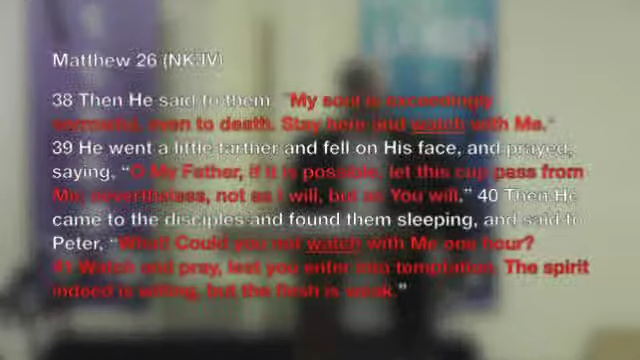 Matthew 26 (NKJV)
38 Then He said to them, "My soul is exceedingly
sorrowful, even to death. Stay here and watch with Me."
39 He went a little farther and fell on His face, and prayed,
saying, "O My Father, if it is possible, let this cup pass from
Me; nevertheless, not as I will, but as You will." 40 Then He
came to the disciples and found them sleeping, and said to
Peter, "What! Could you not watch with Me one hour?
41 Watch and pray, lest you enter into temptation. The spirit
indeed is willing, but the flesh is weak."